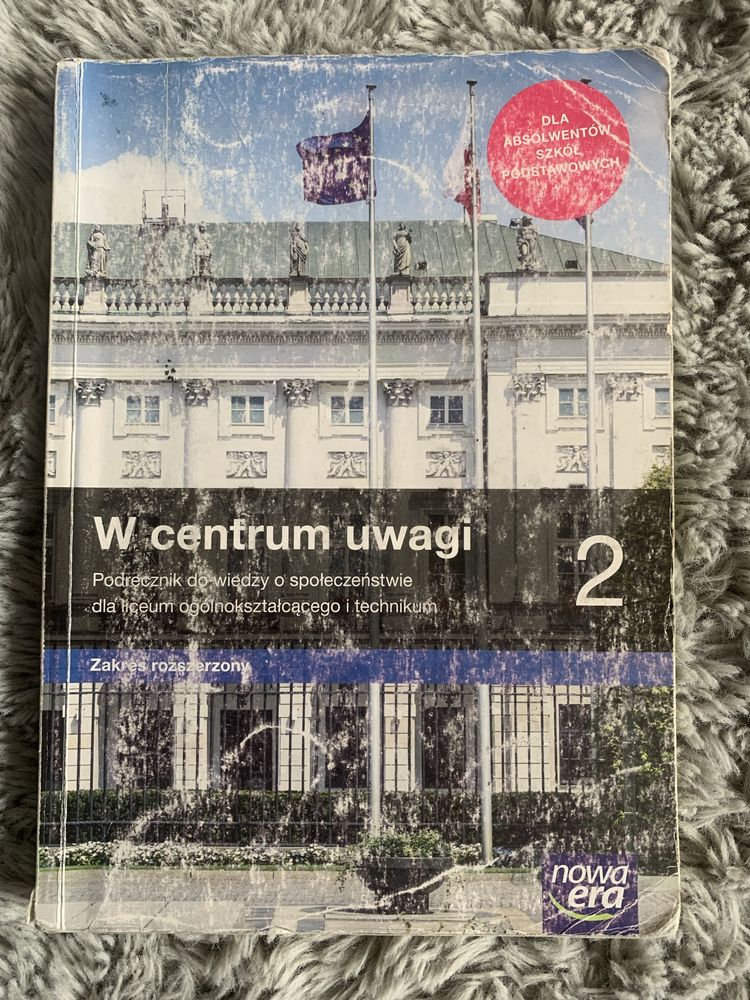 DLA
ABSOLWENTÓW
SZKÓŁ
PODSTAWOWYCH
W centrum uwagi
2
Podręcznik do wiedzy o społeczeństwie
dla liceum ogólnokształcącego i technikum
Zakres rozszerzony
nowa
era